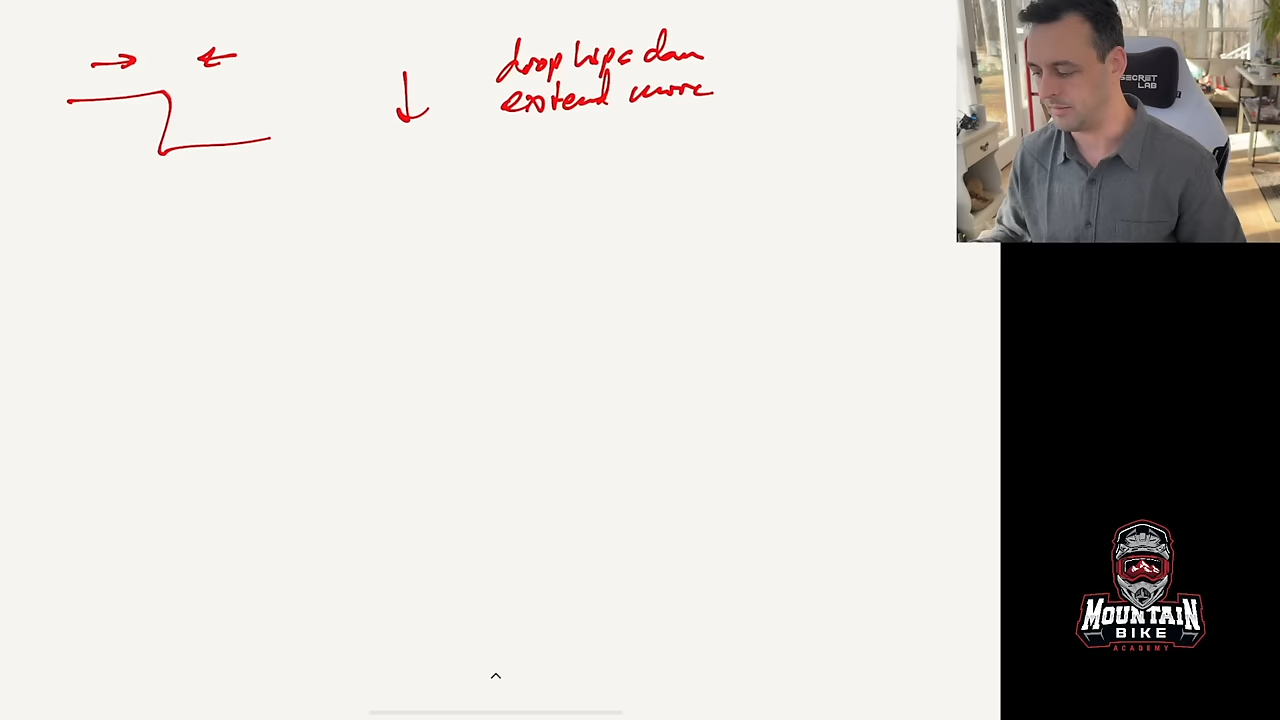 drop hips down
extend more
SECRET
LAB
MOUNTAIN
BIKE
ACADEMY